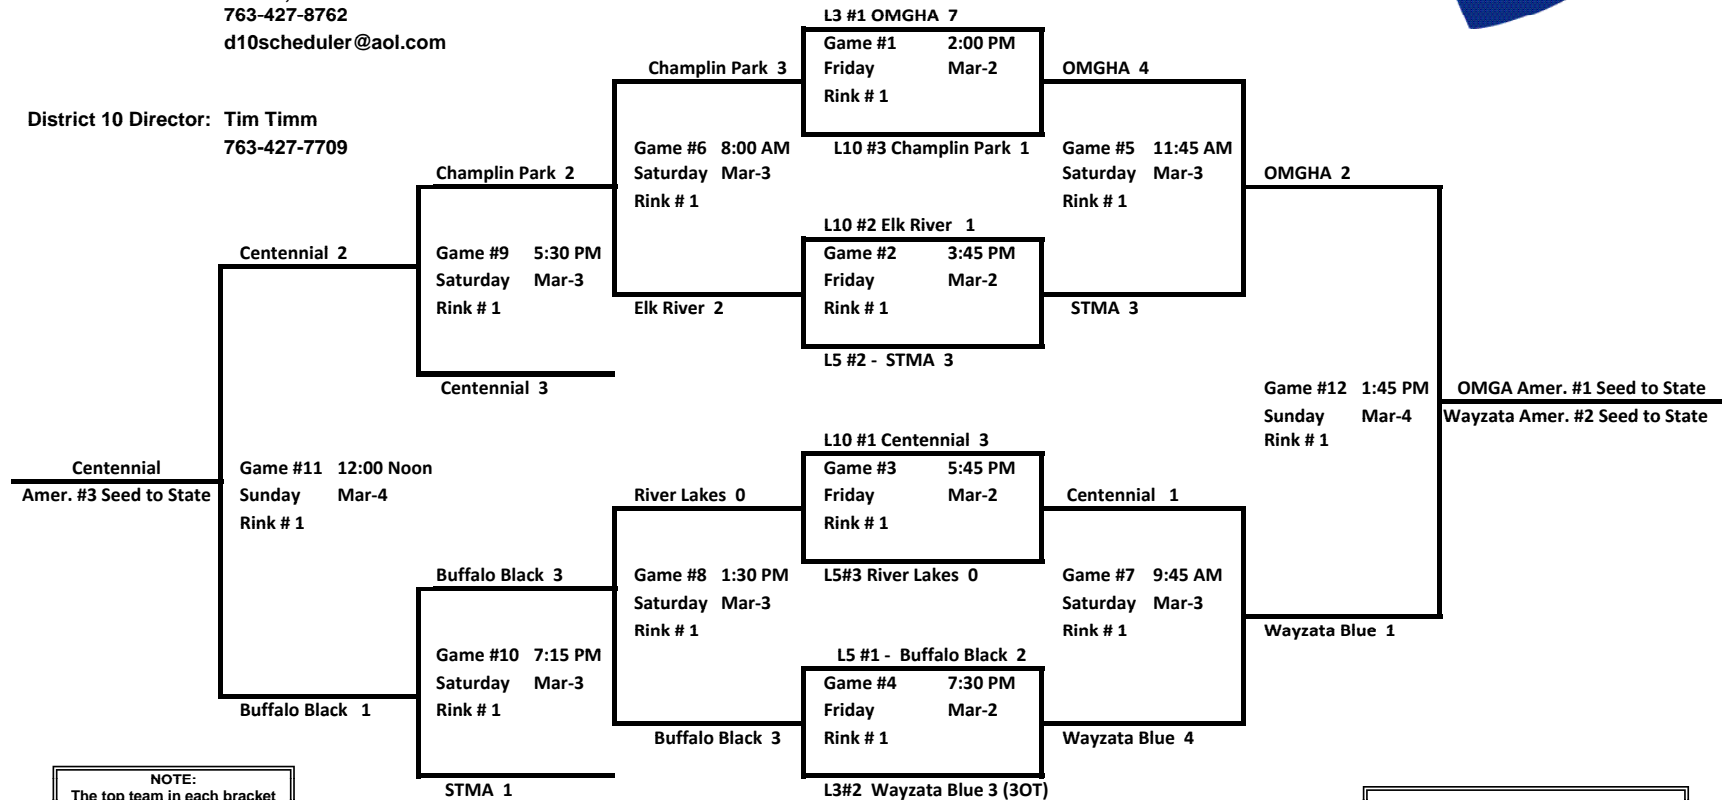 763-427-8762
d10scheduler@aol.com
District 10 Director: Tim Timm
763-427-7709
L3 #1 OMGHA 7
Game #1 2:00 PM
Friday Mar-2
Rink # 1
L10 #3 Champlin Park 1
Champlin Park 3
OMGHA 4
Game #6 8:00 AM
Saturday Mar-3
Rink # 1
Game #5 11:45 AM
Saturday Mar-3
Rink # 1
Champlin Park 2
OMGHA 2
L10 #2 Elk River 1
Game #2 3:45 PM
Friday Mar-2
Rink # 1
L5 #2 - STMA 3
Centennial 2
Game #9 5:30 PM
Saturday Mar-3
Rink # 1
Elk River 2
STMA 3
Centennial 3
Game #12 1:45 PM
Sunday Mar-4
Rink # 1
OMGA Amer. #1 Seed to State
Wayzata Amer. #2 Seed to State
L10 #1 Centennial 3
Game #3 5:45 PM
Friday Mar-2
Rink # 1
L5#3 River Lakes 0
Centennial
Amer. #3 Seed to State
Game #11 12:00 Noon
Sunday Mar-4
Rink # 1
River Lakes 0
Centennial 1
Buffalo Black 3
Game #8 1:30 PM
Saturday Mar-3
Rink # 1
Game #7 9:45 AM
Saturday Mar-3
Rink # 1
Wayzata Blue 1
L5 #1 - Buffalo Black 2
Game #4 7:30 PM
Friday Mar-2
Rink # 1
L3#2 Wayzata Blue 3 (3OT)
Game #10 7:15 PM
Saturday Mar-3
Rink # 1
Buffalo Black 1
Buffalo Black 3
Wayzata Blue 4
STMA 1
NOTE:
The top team in each bracket